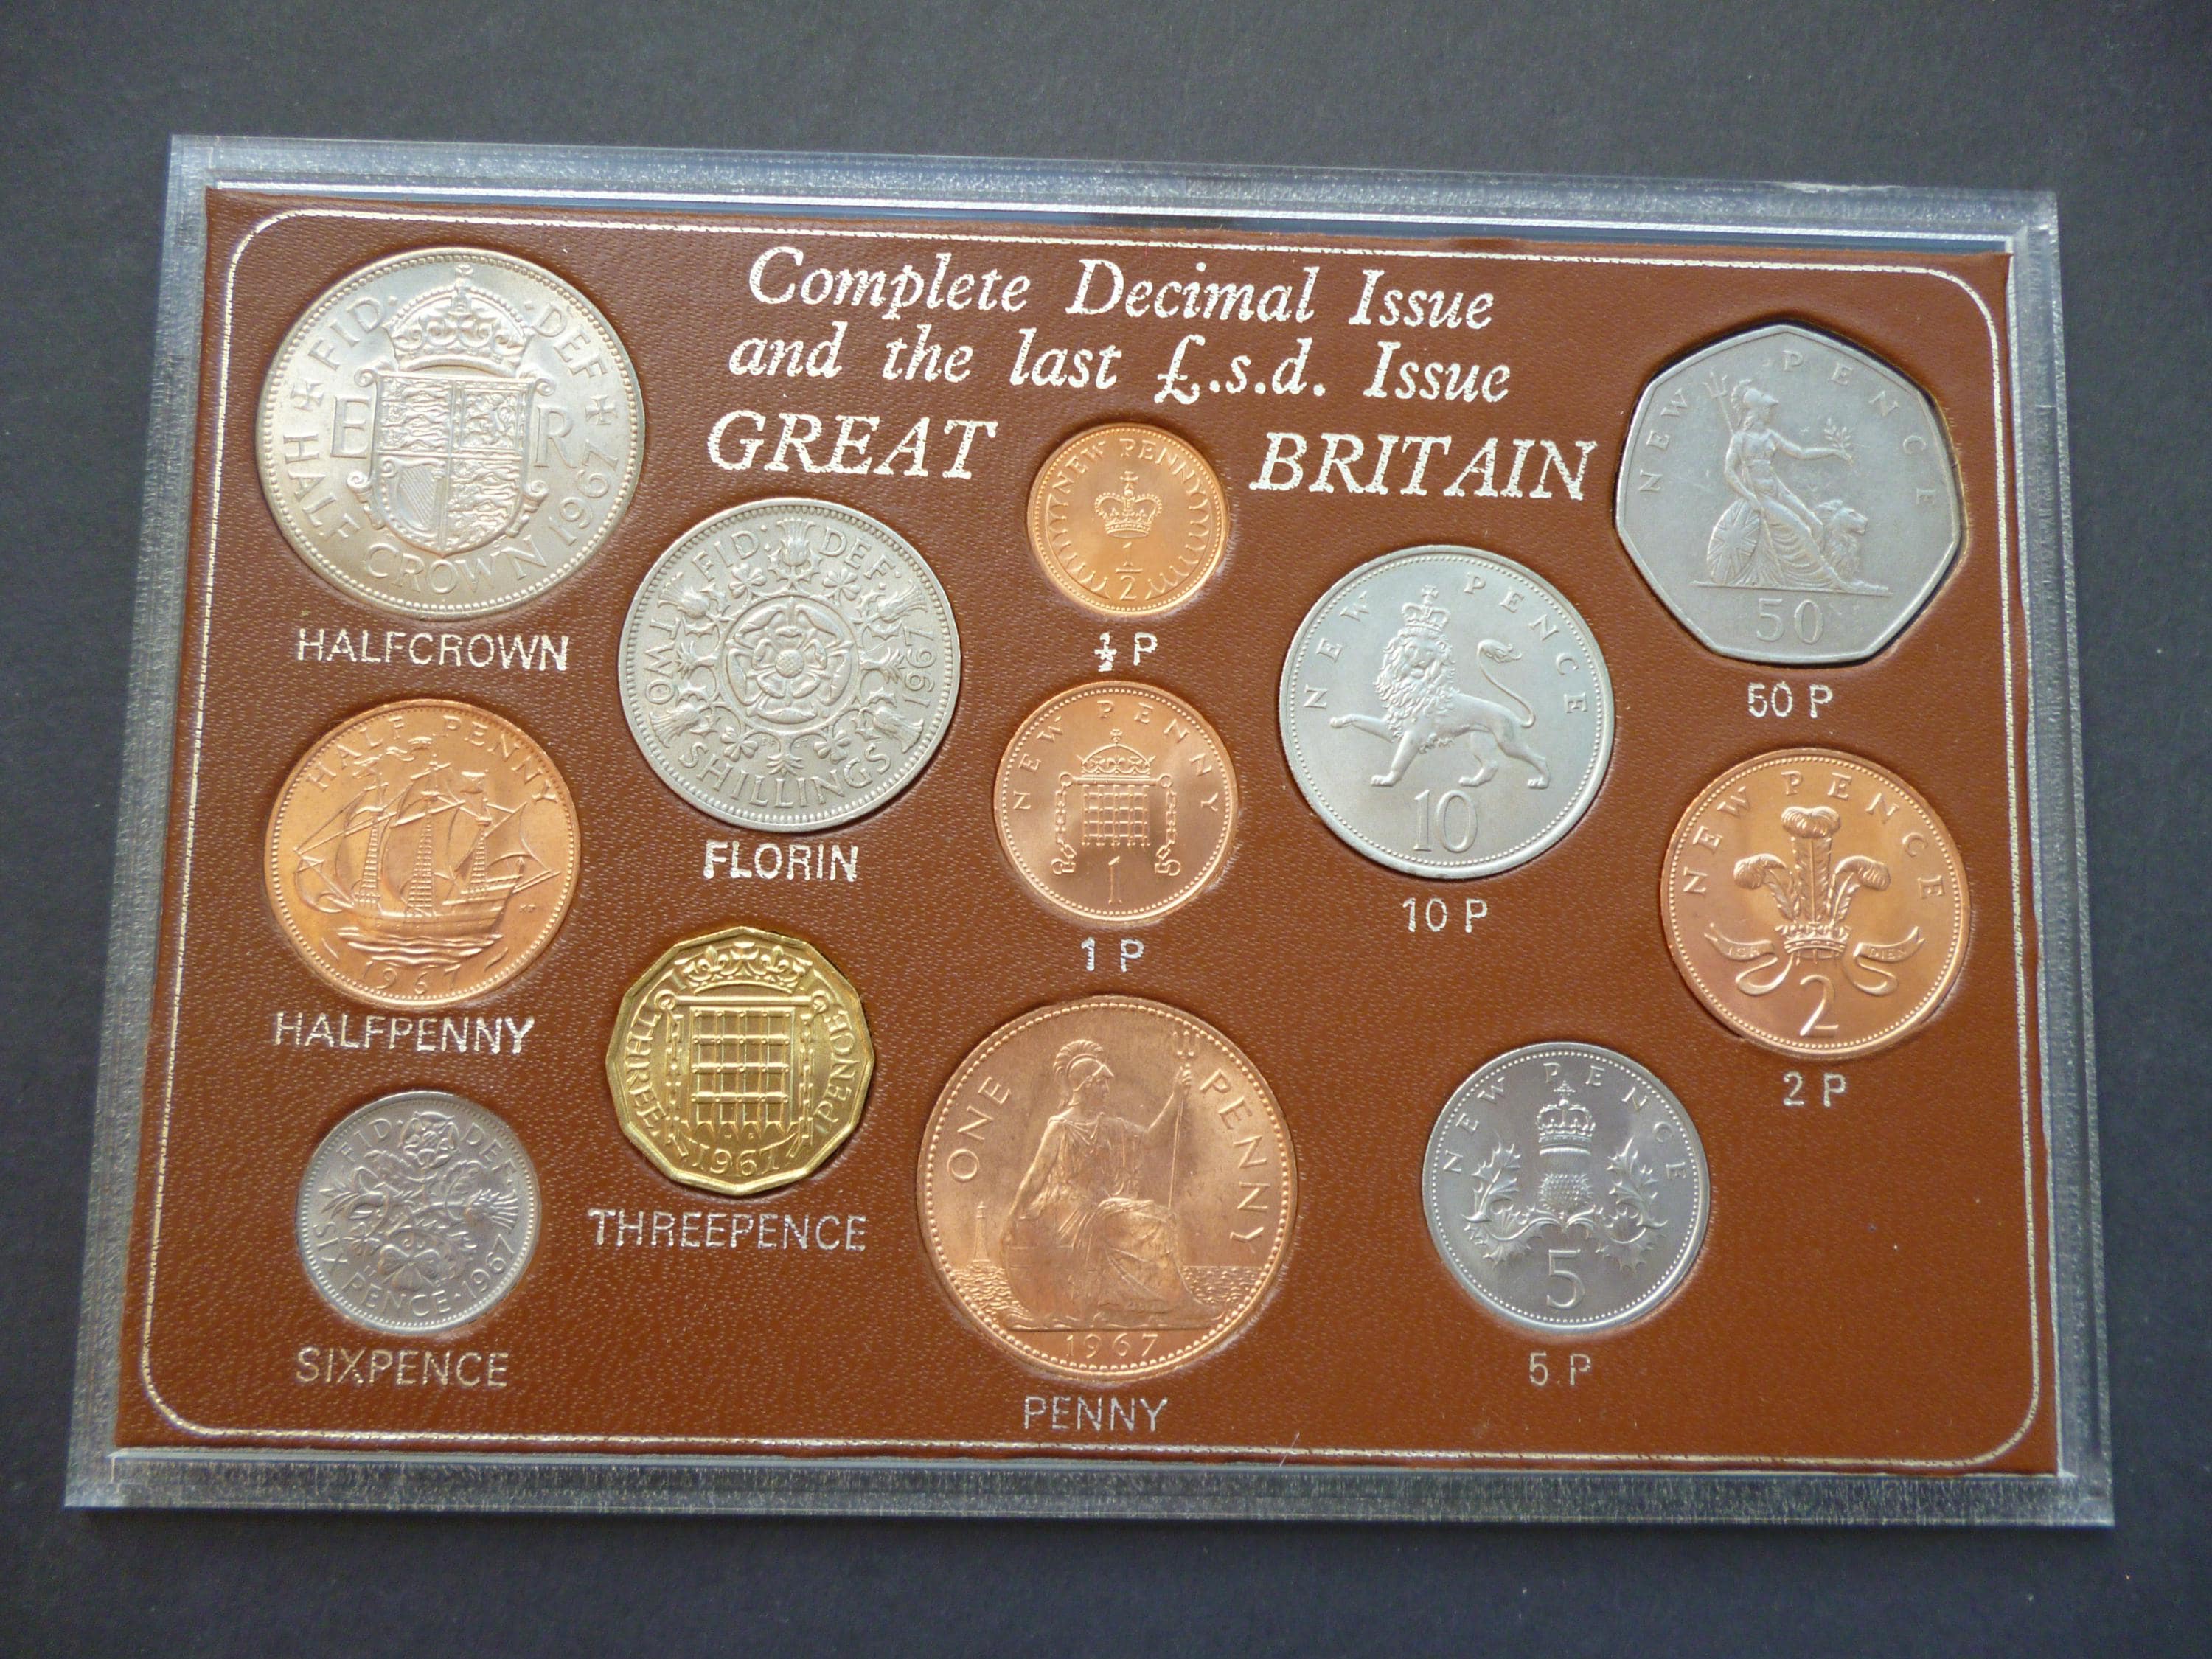 Complete Decimal Issue
and the last £.s.d. Issue
GREAT BRITAIN
FID· DEF· HALF CROWN 1967
E R
HALFCROWN
FID· DEF· TWO SHILLINGS 1967
FLORIN
NEW PENNY
1/2
½ P
NEW PENCE
50
50 P
HALF PENNY
1967
HALFPENNY
NEW PENNY
1
1 P
NEW PENCE
10
10 P
NEW PENCE
2
2 P
FID· DEF· SIX PENCE·1967
SIXPENCE
THREE PENCE
1967
THREEPENCE
ONE PENNY
1967
PENNY
NEW PENCE
5
5 P